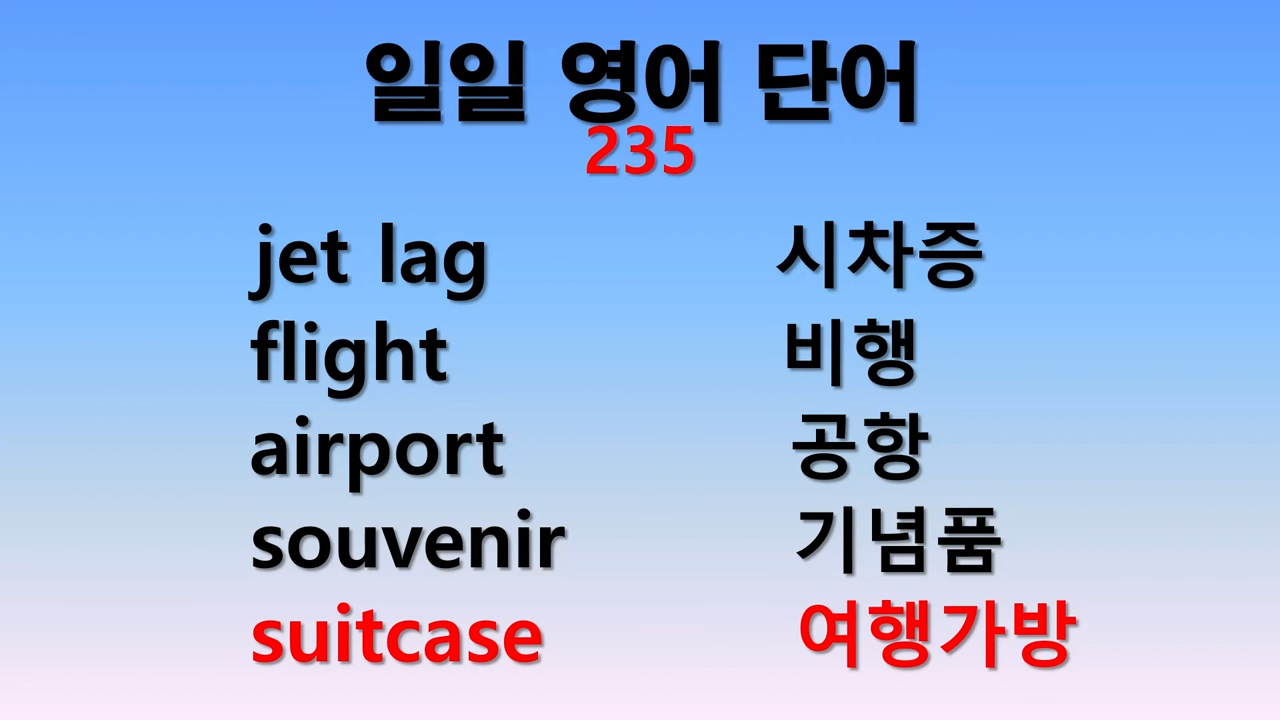 일일 영어 단어
235
jet lag 시차증
flight 비행
airport 공항
souvenir 기념품
suitcase 여행가방